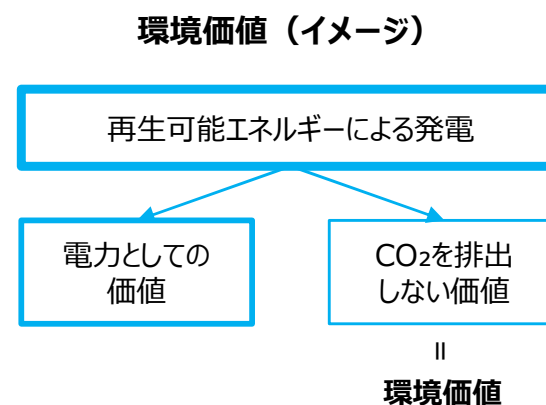 環境価値（イメージ）
再生可能エネルギーによる発電
電力としての
価値
CO₂を排出
しない価値
＝
環境価値